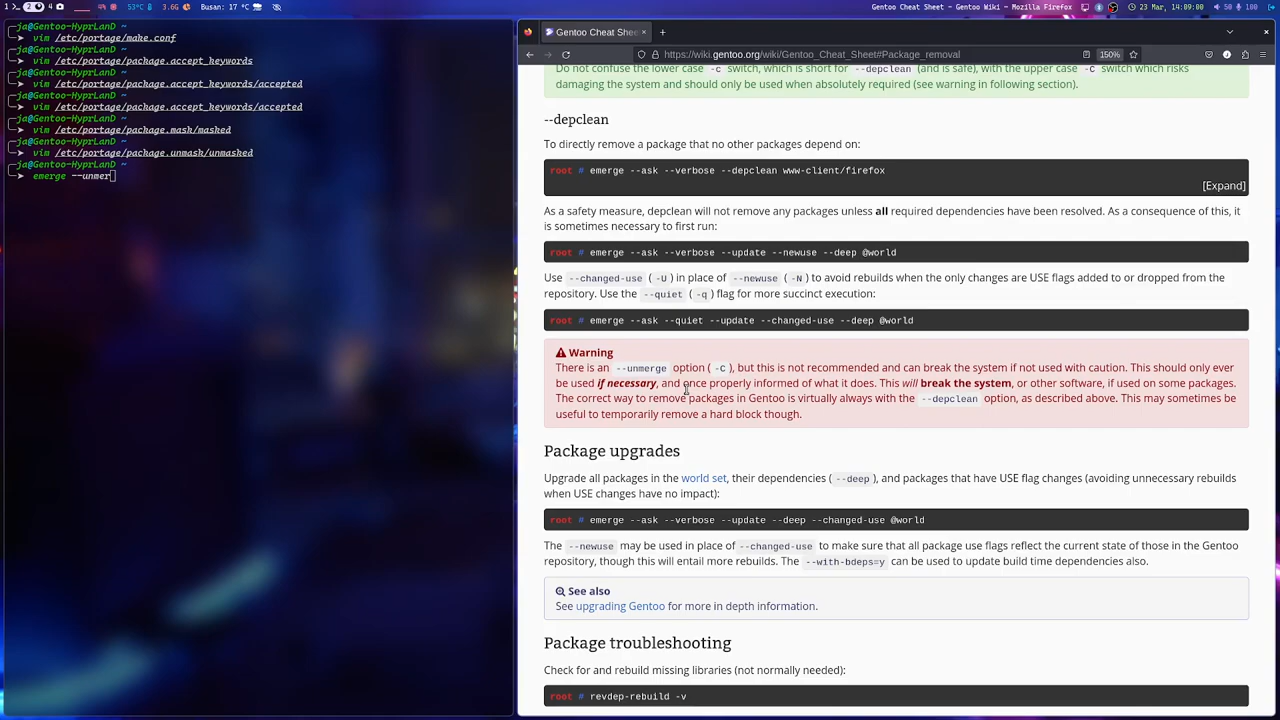 53°C
3.6G
Busan: 17 °C
Gentoo Cheat Sheet - Gentoo Wiki - Mozilla Firefox
23 Mar, 14:09:00
50
100
ja@Gentoo-HyprLanD ~
vim /etc/portage/make.conf
ja@Gentoo-HyprLanD ~
vim /etc/portage/package.accept_keywords
ja@Gentoo-HyprLanD ~
vim /etc/portage/package.accept_keywords/accepted
ja@Gentoo-HyprLanD ~
vim /etc/portage/package.accept_keywords/accepted
ja@Gentoo-HyprLanD ~
vim /etc/portage/package.mask/masked
ja@Gentoo-HyprLanD ~
vim /etc/portage/package.unmask/unmasked
ja@Gentoo-HyprLanD ~
emerge --unmer
Gentoo Cheat Shee
https://wiki.gentoo.org/wiki/Gentoo_Cheat_Sheet#Package_removal
150%
Do not confuse the lower case -c switch, which is short for --depclean (and is safe), with the upper case -C switch which risks
damaging the system and should only be used when absolutely required (see warning in following section).
--depclean
To directly remove a package that no other packages depend on:
root # emerge --ask --verbose --depclean www-client/firefox
[Expand]
As a safety measure, depclean will not remove any packages unless all required dependencies have been resolved. As a consequence of this, it
is sometimes necessary to first run:
root # emerge --ask --verbose --update --newuse --deep @world
Use --changed-use ( -U ) in place of --newuse ( -N ) to avoid rebuilds when the only changes are USE flags added to or dropped from the
repository. Use the --quiet ( -q ) flag for more succinct execution:
root # emerge --ask --quiet --update --changed-use --deep @world
Warning
There is an --unmerge option ( -C ), but this is not recommended and can break the system if not used with caution. This should only ever
be used if necessary, and once properly informed of what it does. This will break the system, or other software, if used on some packages.
The correct way to remove packages in Gentoo is virtually always with the --depclean option, as described above. This may sometimes be
useful to temporarily remove a hard block though.
Package upgrades
Upgrade all packages in the world set, their dependencies ( --deep ), and packages that have USE flag changes (avoiding unnecessary rebuilds
when USE changes have no impact):
root # emerge --ask --verbose --update --deep --changed-use @world
The --newuse may be used in place of --changed-use to make sure that all package use flags reflect the current state of those in the Gentoo
repository, though this will entail more rebuilds. The --with-bdeps=y can be used to update build time dependencies also.
See also
See upgrading Gentoo for more in depth information.
Package troubleshooting
Check for and rebuild missing libraries (not normally needed):
root # revdep-rebuild -v